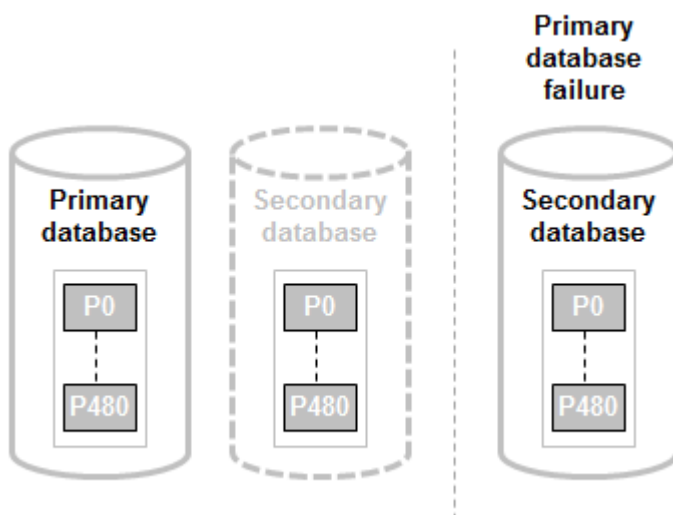 Primary
database
failure
Primary
database
P0
P480
Secondary
database
P0
P480
Secondary
database
P0
P480